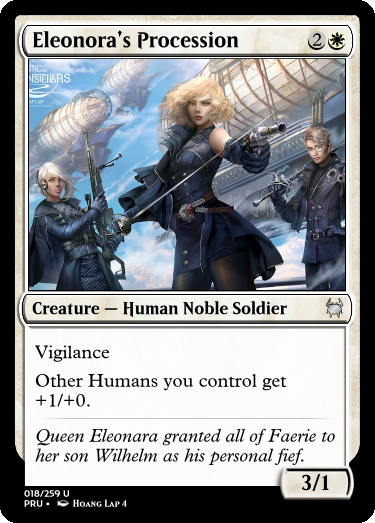 Eleonora's Procession 2
Creature — Human Noble Soldier
Vigilance
Other Humans you control get
+1/+0.
Queen Eleonara granted all of Faerie to
her son Wilhelm as his personal fief.
3/1
018/259 U
PRU • Hoang Lap 4